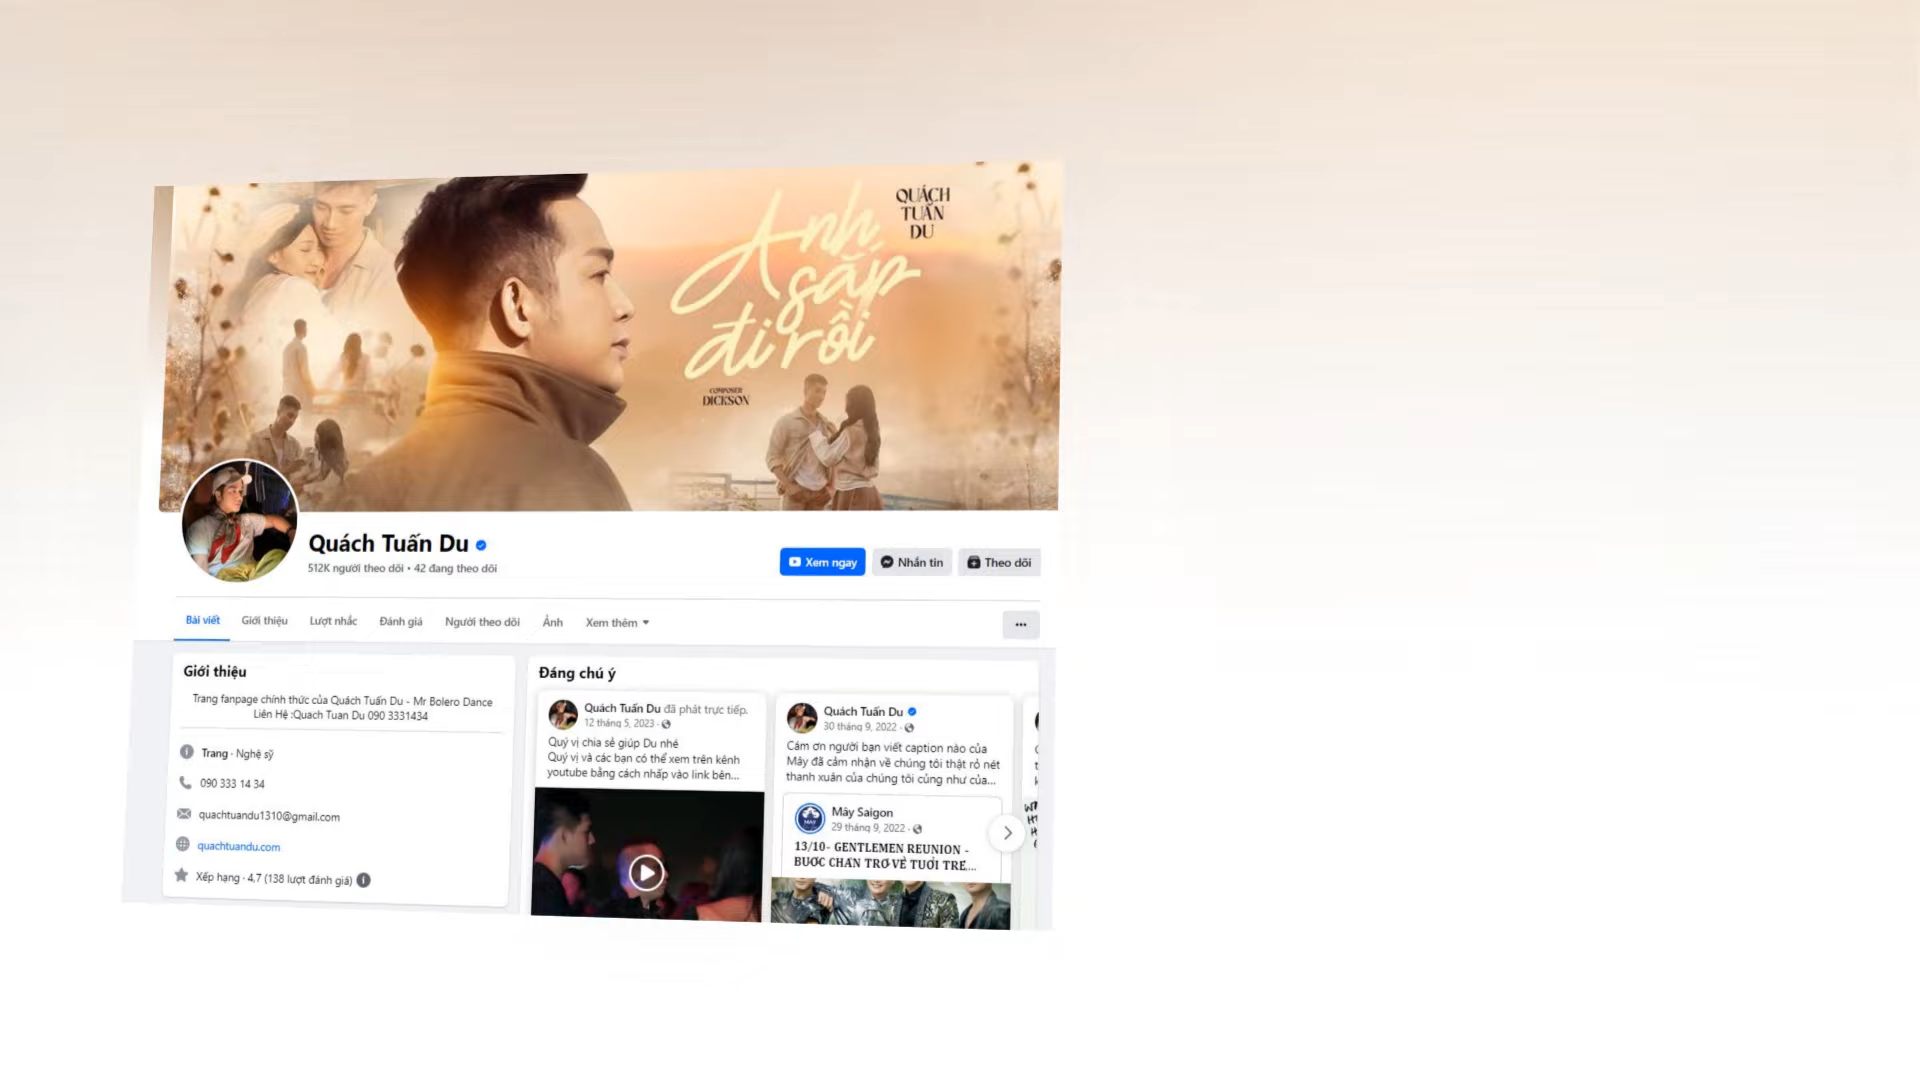 QUÁCH
TUẤN
DU
Anh
sắp
đi rồi
COMPOSER
DICKSON
Quách Tuấn Du
512K người theo dõi • 42 đang theo dõi
Xem ngay
Nhắn tin
Theo dõi
Bài viết
Giới thiệu
Lượt nhắc
Đánh giá
Người theo dõi
Ảnh
Xem thêm
Giới thiệu
Trang fanpage chính thức của Quách Tuấn Du - Mr Bolero Dance
Liên Hệ :Quach Tuan Du 090 3331434
Trang · Nghệ sỹ
090 333 14 34
quachtuandu1310@gmail.com
quachtuandu.com
Xếp hạng · 4,7 (138 lượt đánh giá)
Đáng chú ý
Quách Tuấn Du đã phát trực tiếp.
12 tháng 5, 2023 ·
Quý vị chia sẻ giúp Du nhé
Quý vị và các bạn có thể xem trên kênh
youtube bằng cách nhấp vào link bên...
Quách Tuấn Du
30 tháng 9, 2022 ·
Cám ơn người bạn viết caption nào của
Mây đã cảm nhận về chúng tôi thật rỏ nét
thanh xuân của chúng tôi củng như của...
MÂY
Mây Saigon
29 tháng 9, 2022 ·
13/10- GENTLEMEN REUNION -
BƯỚC CHÂN TRỞ VỀ TUỔI TRẺ...